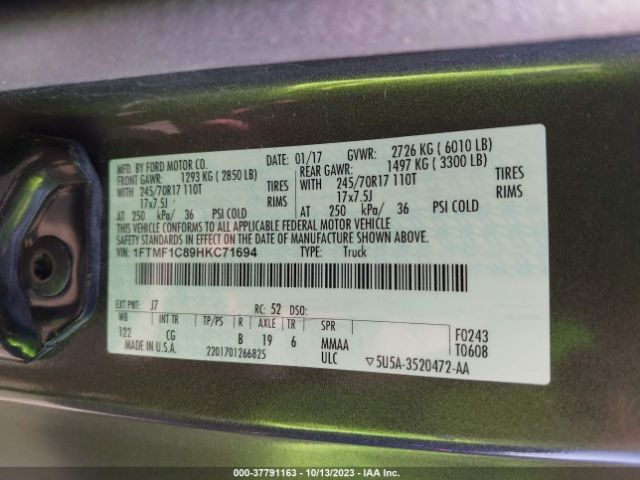 MFD. BY FORD MOTOR CO. DATE: 01/17 GVWR: 2726 KG ( 6010 LB)
FRONT GAWR: 1293 KG ( 2850 LB) REAR GAWR: 1497 KG ( 3300 LB)
WITH 245/70R17 110T TIRES WITH 245/70R17 110T TIRES
17x7.5J RIMS 17x7.5J RIMS
AT 250 kPa/ 36 PSI COLD AT 250 kPa/ 36 PSI COLD
THIS VEHICLE CONFORMS TO ALL APPLICABLE FEDERAL MOTOR VEHICLE
SAFETY STANDARDS IN EFFECT ON THE DATE OF MANUFACTURE SHOWN ABOVE.
VIN: 1FTMF1C89HKC71694 TYPE: Truck
EXT PNT: J7 RC: 52 DSO:
WB INT TR TP/PS R AXLE TR SPR
122 CG B 19 6 MMAA F0243
MADE IN U.S.A. 2201701266825 ULC T0608
▽5U5A-3520472-AA
000-37791163 - 10/13/2023 - IAA Inc.